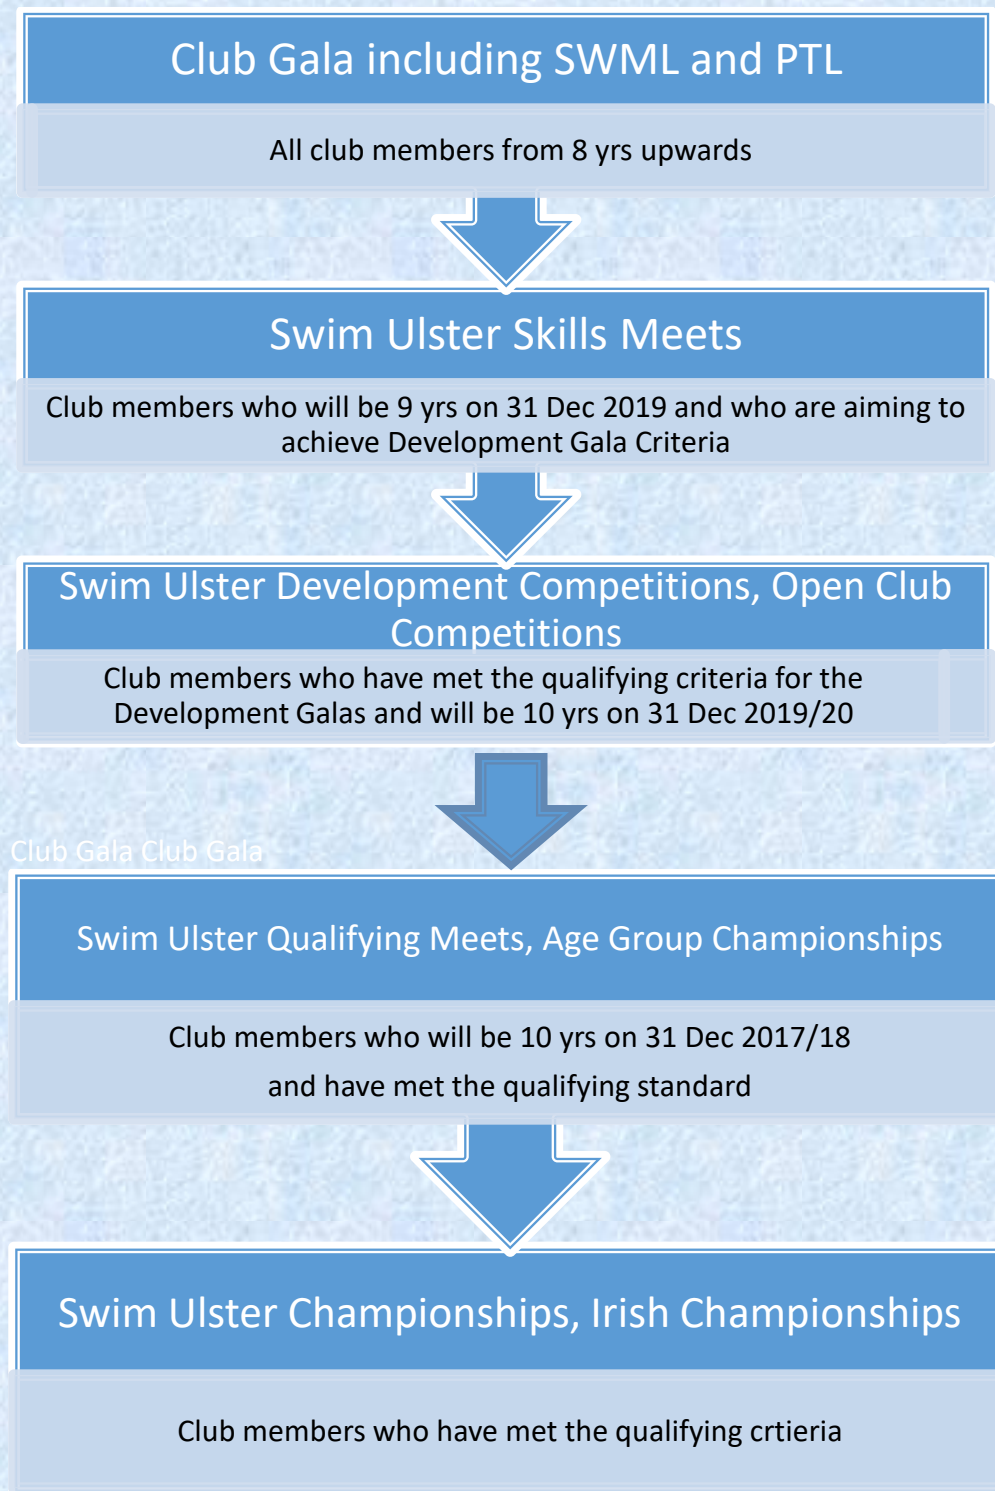 Club Gala including SWML and PTL
All club members from 8 yrs upwards
Swim Ulster Skills Meets
Club members who will be 9 yrs on 31 Dec 2019 and who are aiming to
achieve Development Gala Criteria
Swim Ulster Development Competitions, Open Club
Competitions
Club members who have met the qualifying criteria for the
Development Galas and will be 10 yrs on 31 Dec 2019/20
Club Gala Club Gala
Swim Ulster Qualifying Meets, Age Group Championships
Club members who will be 10 yrs on 31 Dec 2017/18
and have met the qualifying standard
Swim Ulster Championships, Irish Championships
Club members who have met the qualifying crtieria